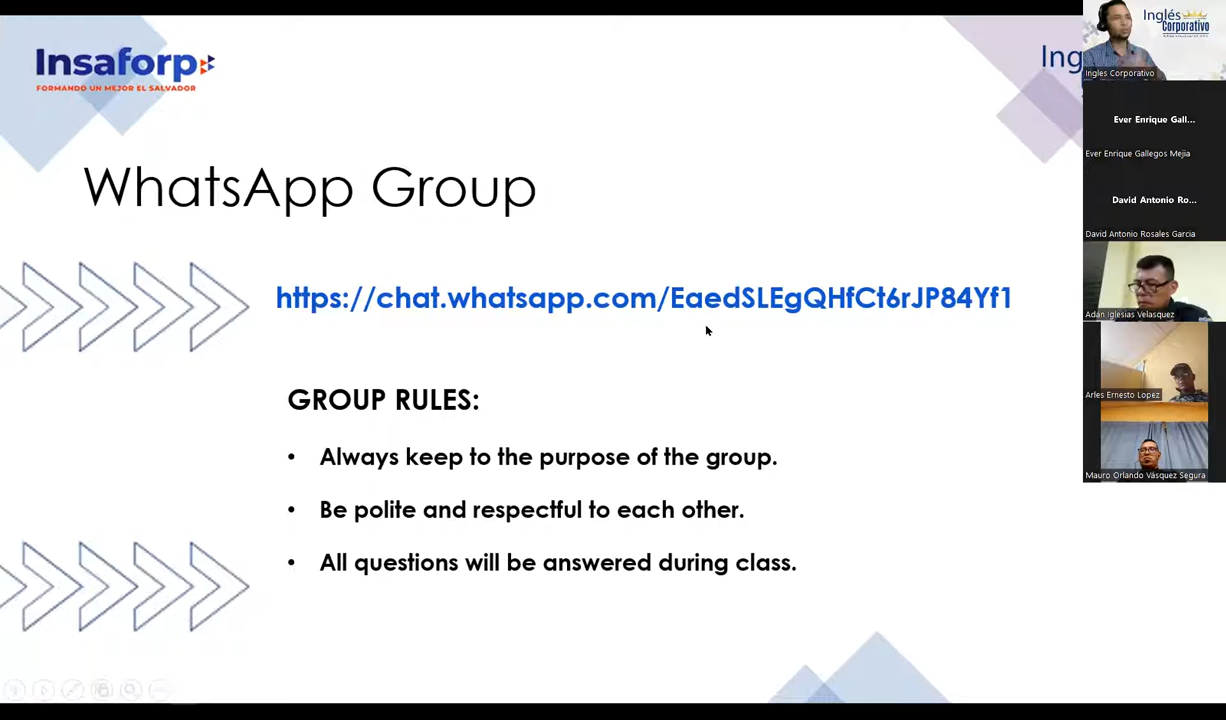 Insaforp
FORMANDO UN MEJOR EL SALVADOR
Ing
WhatsApp Group
https://chat.whatsapp.com/EaedSLEgQHfCt6rJP84Yf1
GROUP RULES:
• Always keep to the purpose of the group.
• Be polite and respectful to each other.
• All questions will be answered during class.
Inglés
Corporativo
Ingles Corporativo
Ever Enrique Gall...
Ever Enrique Gallegos Mejia
David Antonio Ro...
David Antonio Rosales Garcia
Adán Iglesias Velasquez
Arles Ernesto Lopez
Mauro Orlando Vásquez Segura